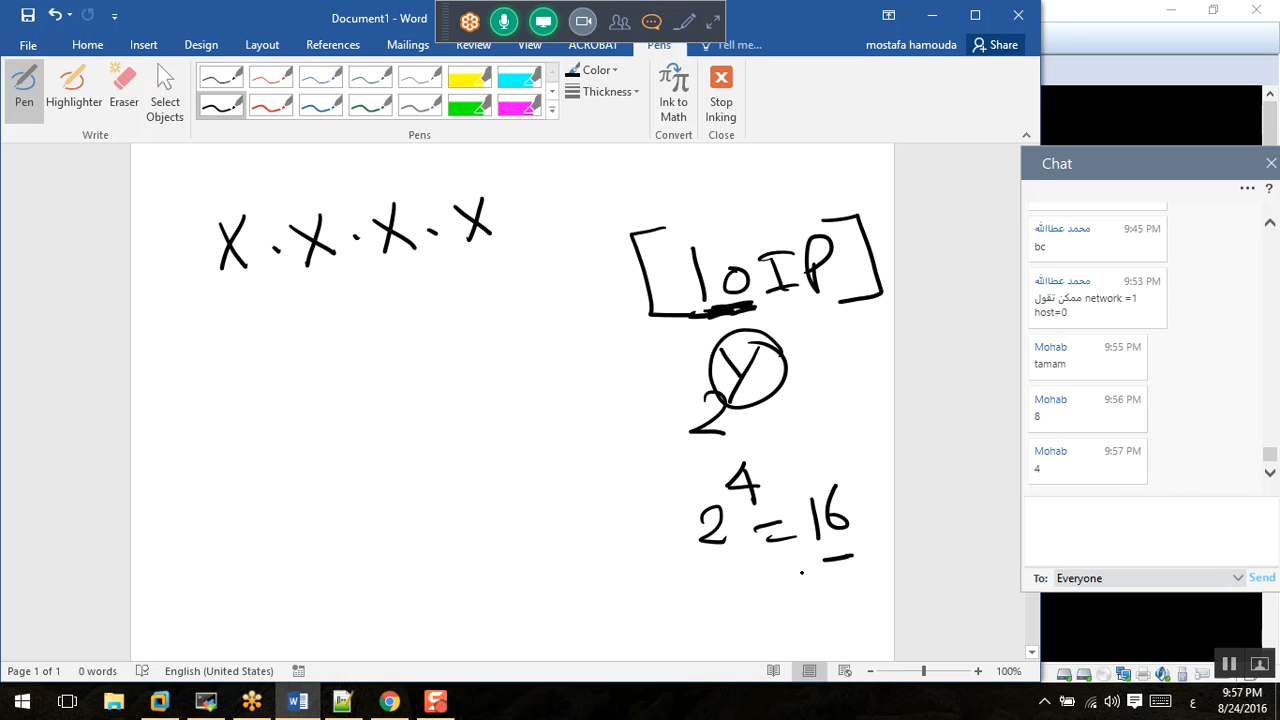 Document1 - Word
File Home Insert Design Layout References Mailings Review View ACROBAT Pens Tell me... mostafa hamouda Share
Pen Highlighter Eraser Select Objects
Color
Thickness
Ink to Math
Stop Inking
Write Pens Convert Close
X . X . X . X
[10 IP]
2^Y
2^4 = 16
Chat
محمد عطاالله 9:45 PM
bc
محمد عطاالله 9:53 PM
ممكن تقول network =1
host=0
Mohab 9:55 PM
tamam
Mohab 9:56 PM
8
Mohab 9:57 PM
4
To: Everyone Send
Page 1 of 1 0 words English (United States) 100%
ع 9:57 PM
8/24/2016